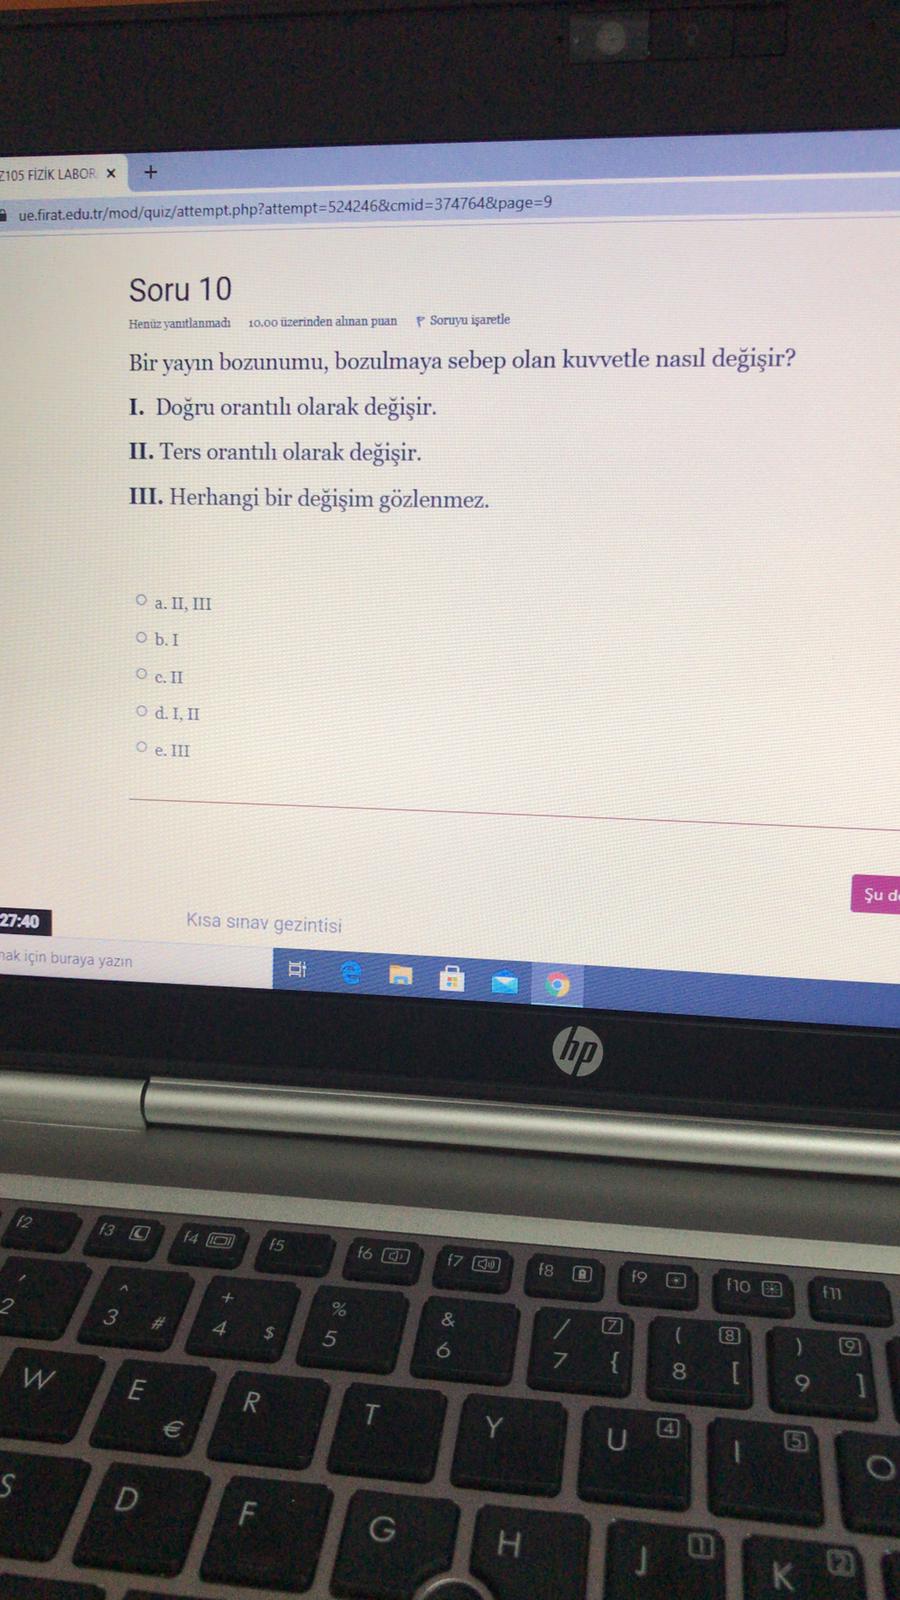 Z105 FİZİK LABOR
ue.firat.edu.tr/mod/quiz/attempt.php?attempt=524246&cmid=374764&page=9
Soru 10
Henüz yanıtlanmadı 10.00 üzerinden alınan puan Soruyu işaretle
Bir yayın bozunumu, bozulmaya sebep olan kuvvetle nasıl değişir?
I. Doğru orantılı olarak değişir.
II. Ters orantılı olarak değişir.
III. Herhangi bir değişim gözlenmez.
a. II, III
b. I
c. II
d. I, II
e. III
Şu d
27:40
Kısa sınav gezintisi
mak için buraya yazın
hp
f2 f3 f4 f5 f6 f7 f8 f9 f10 f11
2 ^ 3 # + 4 $ % 5 & 6 / 7 7 { ( 8 8 [ ) 9 9 ]
W E € R T Y U 4 I 5 O
S D F G H J 1 K 2